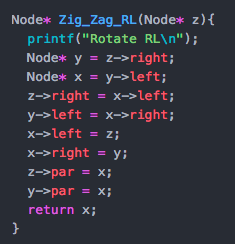 Node* Zig_Zag_RL(Node* z){
  printf("Rotate RL\n");
  Node* y = z->right;
  Node* x = y->left;
  z->right = x->left;
  y->left = x->right;
  x->left = z;
  x->right = y;
  z->par = x;
  y->par = x;
  return x;
}